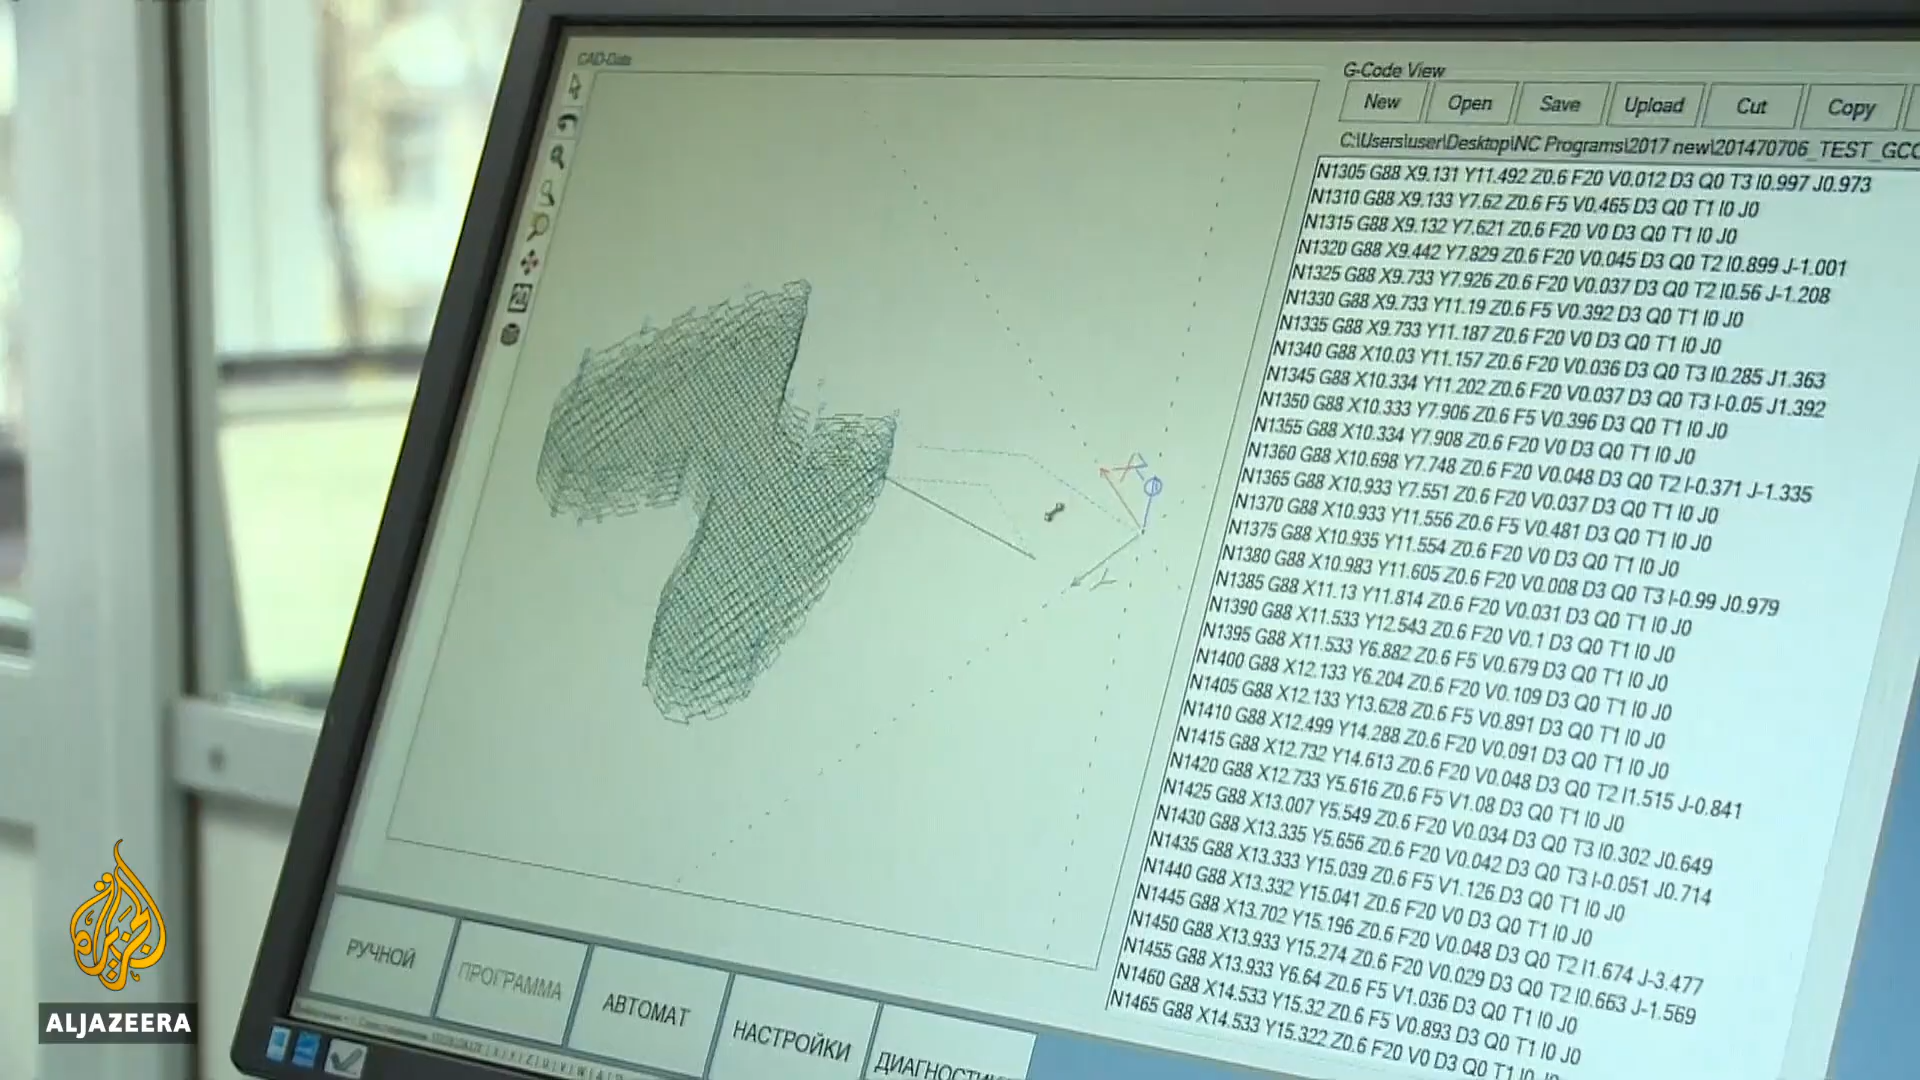 CAD-Data
G-Code View
New Open Save Upload Cut Copy
C:\Users\user\Desktop\NC Programs\2017 new\201470706_TEST_GCO
N1305 G88 X9.131 Y11.492 Z0.6 F20 V0.012 D3 Q0 T3 I0.997 J0.973
N1310 G88 X9.133 Y7.62 Z0.6 F5 V0.465 D3 Q0 T1 I0 J0
N1315 G88 X9.132 Y7.621 Z0.6 F20 V0 D3 Q0 T1 I0 J0
N1320 G88 X9.442 Y7.829 Z0.6 F20 V0.045 D3 Q0 T2 I0.899 J-1.001
N1325 G88 X9.733 Y7.926 Z0.6 F20 V0.037 D3 Q0 T2 I0.56 J-1.208
N1330 G88 X9.733 Y11.19 Z0.6 F5 V0.392 D3 Q0 T1 I0 J0
N1335 G88 X9.733 Y11.187 Z0.6 F20 V0 D3 Q0 T1 I0 J0
N1340 G88 X10.03 Y11.157 Z0.6 F20 V0.036 D3 Q0 T3 I0.285 J1.363
N1345 G88 X10.334 Y11.202 Z0.6 F20 V0.037 D3 Q0 T3 I-0.05 J1.392
N1350 G88 X10.333 Y7.906 Z0.6 F5 V0.396 D3 Q0 T1 I0 J0
N1355 G88 X10.334 Y7.908 Z0.6 F20 V0 D3 Q0 T1 I0 J0
N1360 G88 X10.698 Y7.748 Z0.6 F20 V0.048 D3 Q0 T2 I-0.371 J-1.335
N1365 G88 X10.933 Y7.551 Z0.6 F20 V0.037 D3 Q0 T1 I0 J0
N1370 G88 X10.933 Y11.556 Z0.6 F5 V0.481 D3 Q0 T1 I0 J0
N1375 G88 X10.935 Y11.554 Z0.6 F20 V0 D3 Q0 T1 I0 J0
N1380 G88 X10.983 Y11.605 Z0.6 F20 V0.008 D3 Q0 T3 I-0.99 J0.979
N1385 G88 X11.13 Y11.814 Z0.6 F20 V0.031 D3 Q0 T1 I0 J0
N1390 G88 X11.533 Y12.543 Z0.6 F20 V0.1 D3 Q0 T1 I0 J0
N1395 G88 X11.533 Y6.882 Z0.6 F5 V0.679 D3 Q0 T1 I0 J0
N1400 G88 X12.133 Y6.204 Z0.6 F20 V0.109 D3 Q0 T1 I0 J0
N1405 G88 X12.133 Y13.628 Z0.6 F5 V0.891 D3 Q0 T1 I0 J0
N1410 G88 X12.499 Y14.288 Z0.6 F20 V0.091 D3 Q0 T1 I0 J0
N1415 G88 X12.732 Y14.613 Z0.6 F20 V0.048 D3 Q0 T2 I1.515 J-0.841
N1420 G88 X12.733 Y5.616 Z0.6 F5 V1.08 D3 Q0 T1 I0 J0
N1425 G88 X13.007 Y5.549 Z0.6 F20 V0.034 D3 Q0 T3 I0.302 J0.649
N1430 G88 X13.335 Y5.656 Z0.6 F20 V0.042 D3 Q0 T3 I-0.051 J0.714
N1435 G88 X13.333 Y15.039 Z0.6 F5 V1.126 D3 Q0 T1 I0 J0
N1440 G88 X13.332 Y15.041 Z0.6 F20 V0 D3 Q0 T1 I0 J0
N1445 G88 X13.702 Y15.196 Z0.6 F20 V0.048 D3 Q0 T2 I1.674 J-3.477
N1450 G88 X13.933 Y15.274 Z0.6 F20 V0.029 D3 Q0 T2 I0.663 J-1.569
N1455 G88 X13.933 Y6.64 Z0.6 F5 V1.036 D3 Q0 T1 I0 J0
N1460 G88 X14.533 Y15.32 Z0.6 F5 V0.893 D3 Q0 T1 I0 J0
N1465 G88 X14.533 Y15.322 Z0.6 F20 V0 D3 Q0 T1 I0 J0
X Z
Y
РУЧНОЙ ПРОГРАММА АВТОМАТ НАСТРОЙКИ ДИАГНОСТИК
ALJAZEERA